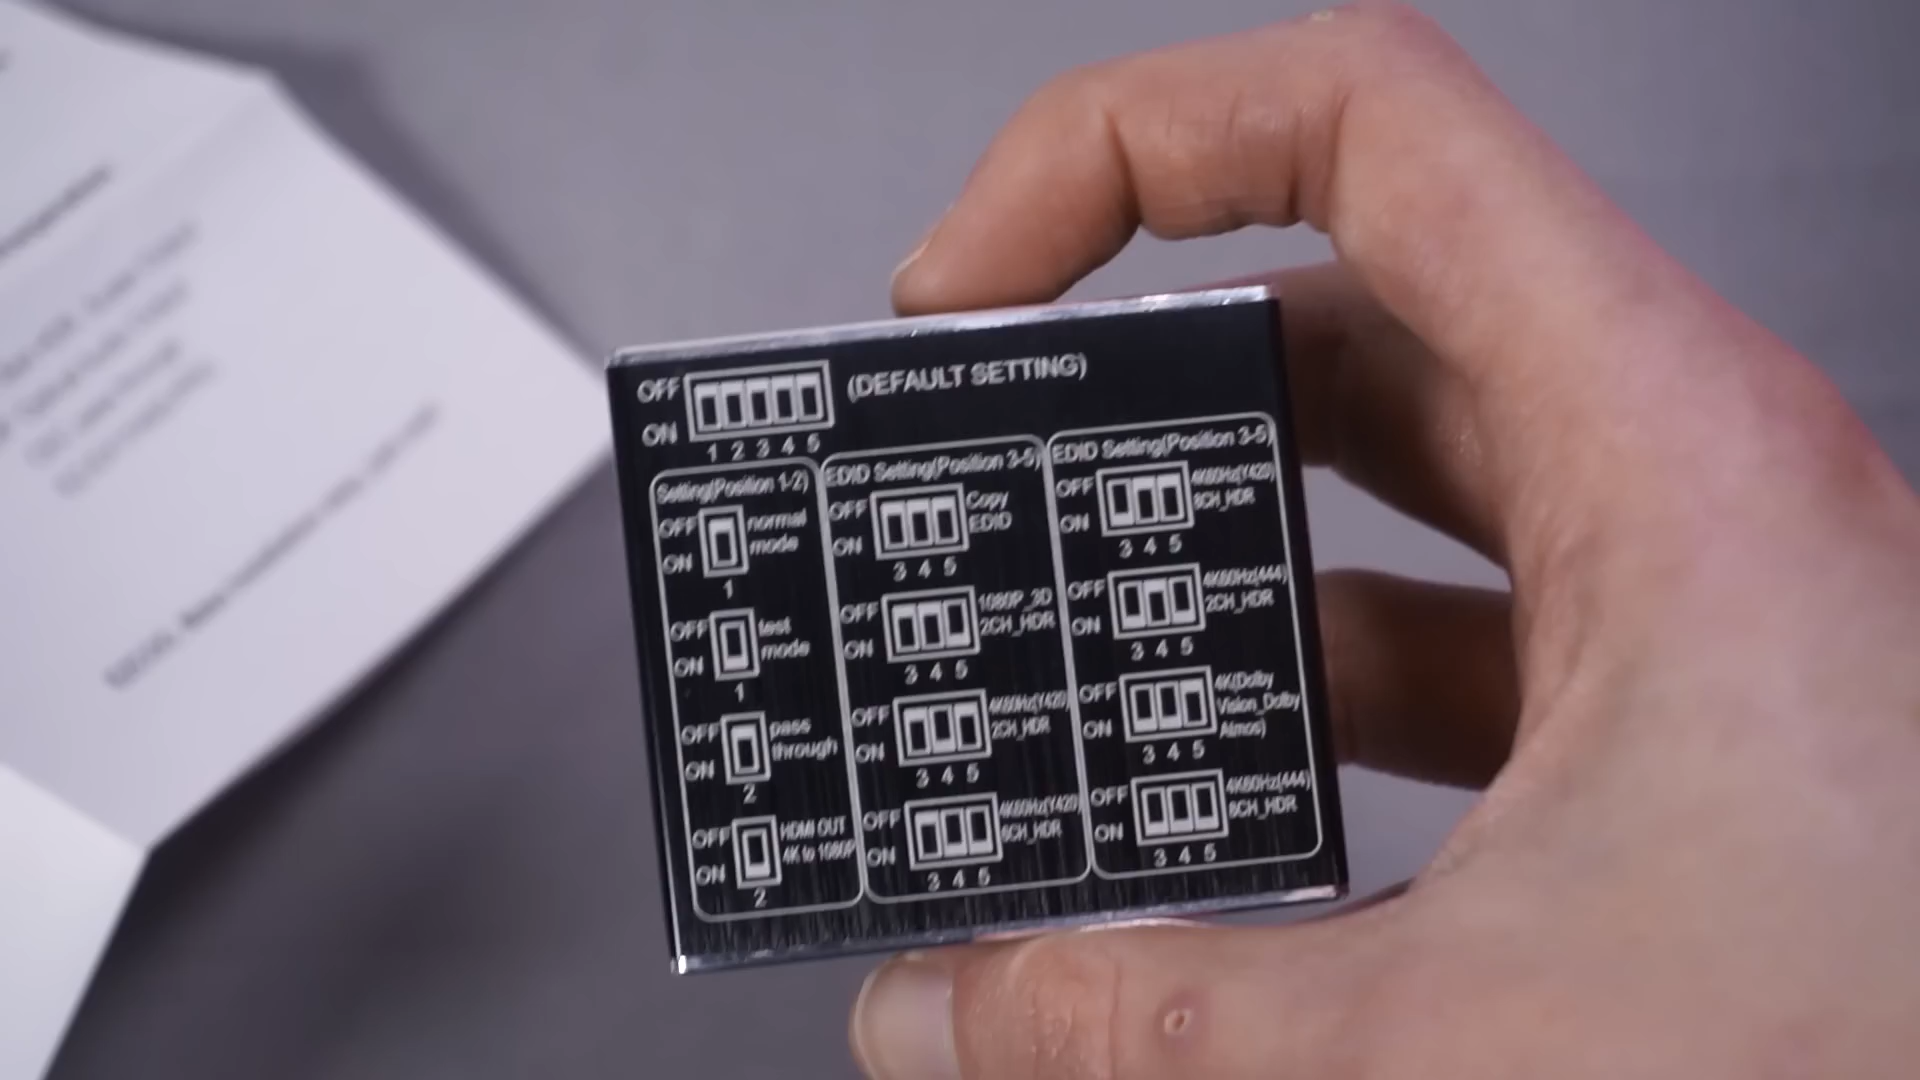 OFF (DEFAULT SETTING)
ON
1 2 3 4 5
Setting(Position 1-2)
OFF normal
ON mode
1
OFF test
ON mode
1
OFF pass
ON through
2
OFF HDMI OUT
ON 4K to 1080P
2
EDID Setting(Position 3-5)
OFF Copy
ON EDID
3 4 5
OFF 1080P_3D
ON 2CH_HDR
3 4 5
OFF 4K60Hz(Y420)
ON 2CH_HDR
3 4 5
OFF 4K60Hz(Y420)
ON 6CH_HDR
3 4 5
EDID Setting(Position 3-5)
OFF 4K60Hz(Y420)
ON 8CH_HDR
3 4 5
OFF 4K60Hz(444)
ON 2CH_HDR
3 4 5
OFF 4K(Dolby
ON Vision_Dolby
Atmos)
3 4 5
OFF 4K60Hz(444)
ON
3 4 5